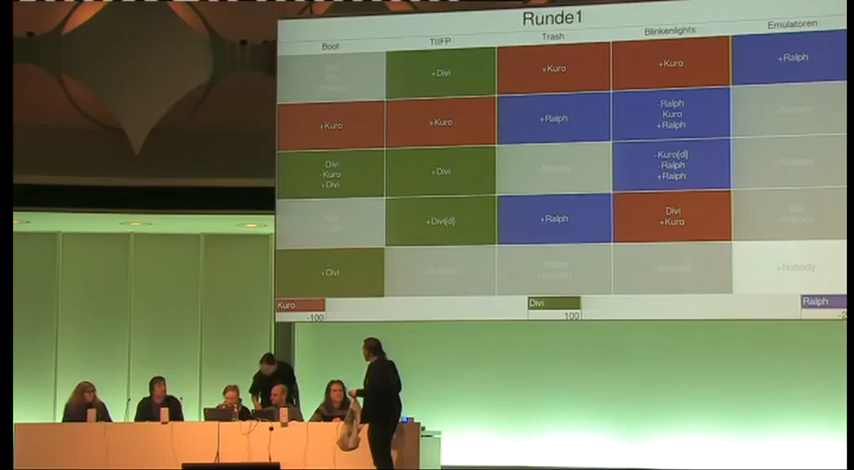 Runde1
Boot TIIFP Trash Blinkenlights Emulatoren
+Divi +Kuro +Kuro +Ralph
+Kuro +Kuro +Ralph -Ralph
Kuro
+Ralph
-Divi
-Kuro
+Divi
+Divi
-Kuro[d]
-Ralph
+Ralph
+Divi[d] +Ralph Divi
+Kuro
+Divi +Nobody +Nobody
Kuro Divi Ralph
-100 100